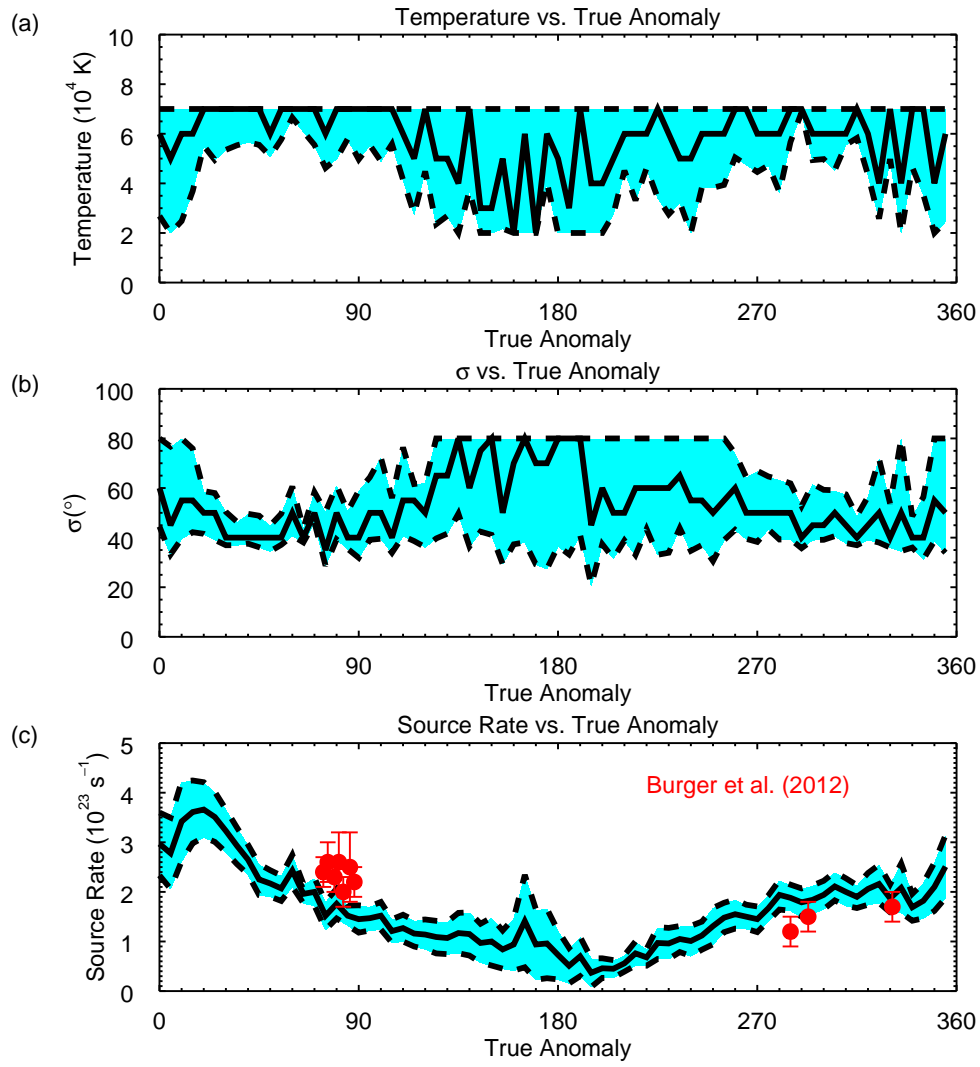 (a)
Temperature vs. True Anomaly
Temperature (10⁴ K)
10
8
6
4
2
0
0 90 180 270 360
True Anomaly
(b)
σ vs. True Anomaly
σ(°)
100
80
60
40
20
0
0 90 180 270 360
True Anomaly
(c)
Source Rate vs. True Anomaly
Source Rate (10²³ s⁻¹)
5
4
3
2
1
0
Burger et al. (2012)
0 90 180 270 360
True Anomaly